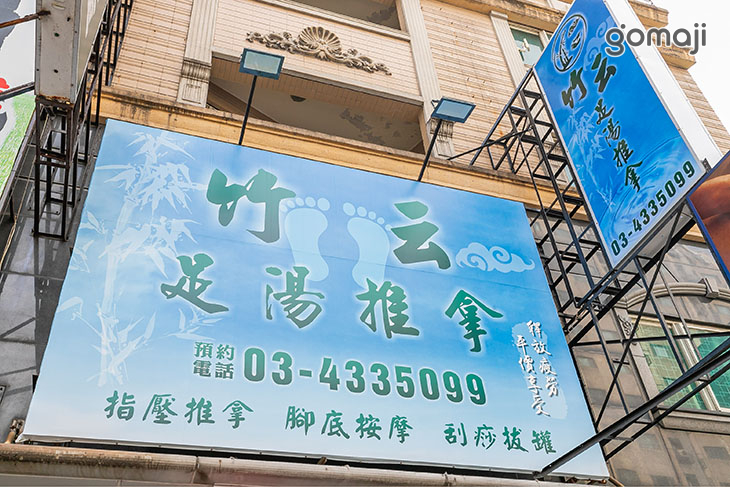 gomaji
竹云
足湯推拿
預約
電話 03-4335099
指壓推拿 腳底按摩 刮痧拔罐
釋放疲勞
平價享受
竹云
足湯推拿
03-4335099